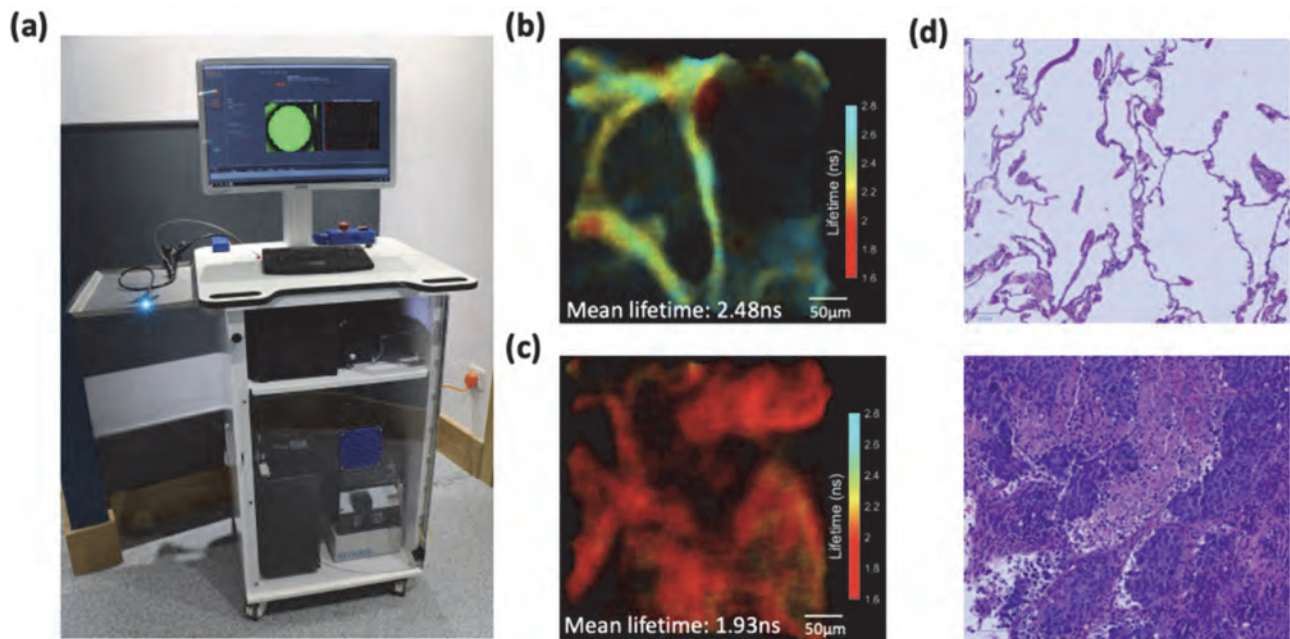 (a)
(b)
2.8
2.6
2.4
2.2
2
1.8
1.6
Lifetime (ns)
Mean lifetime: 2.48ns
50μm
(c)
2.8
2.6
2.4
2.2
2
1.8
1.6
Lifetime (ns)
Mean lifetime: 1.93ns
50μm
(d)